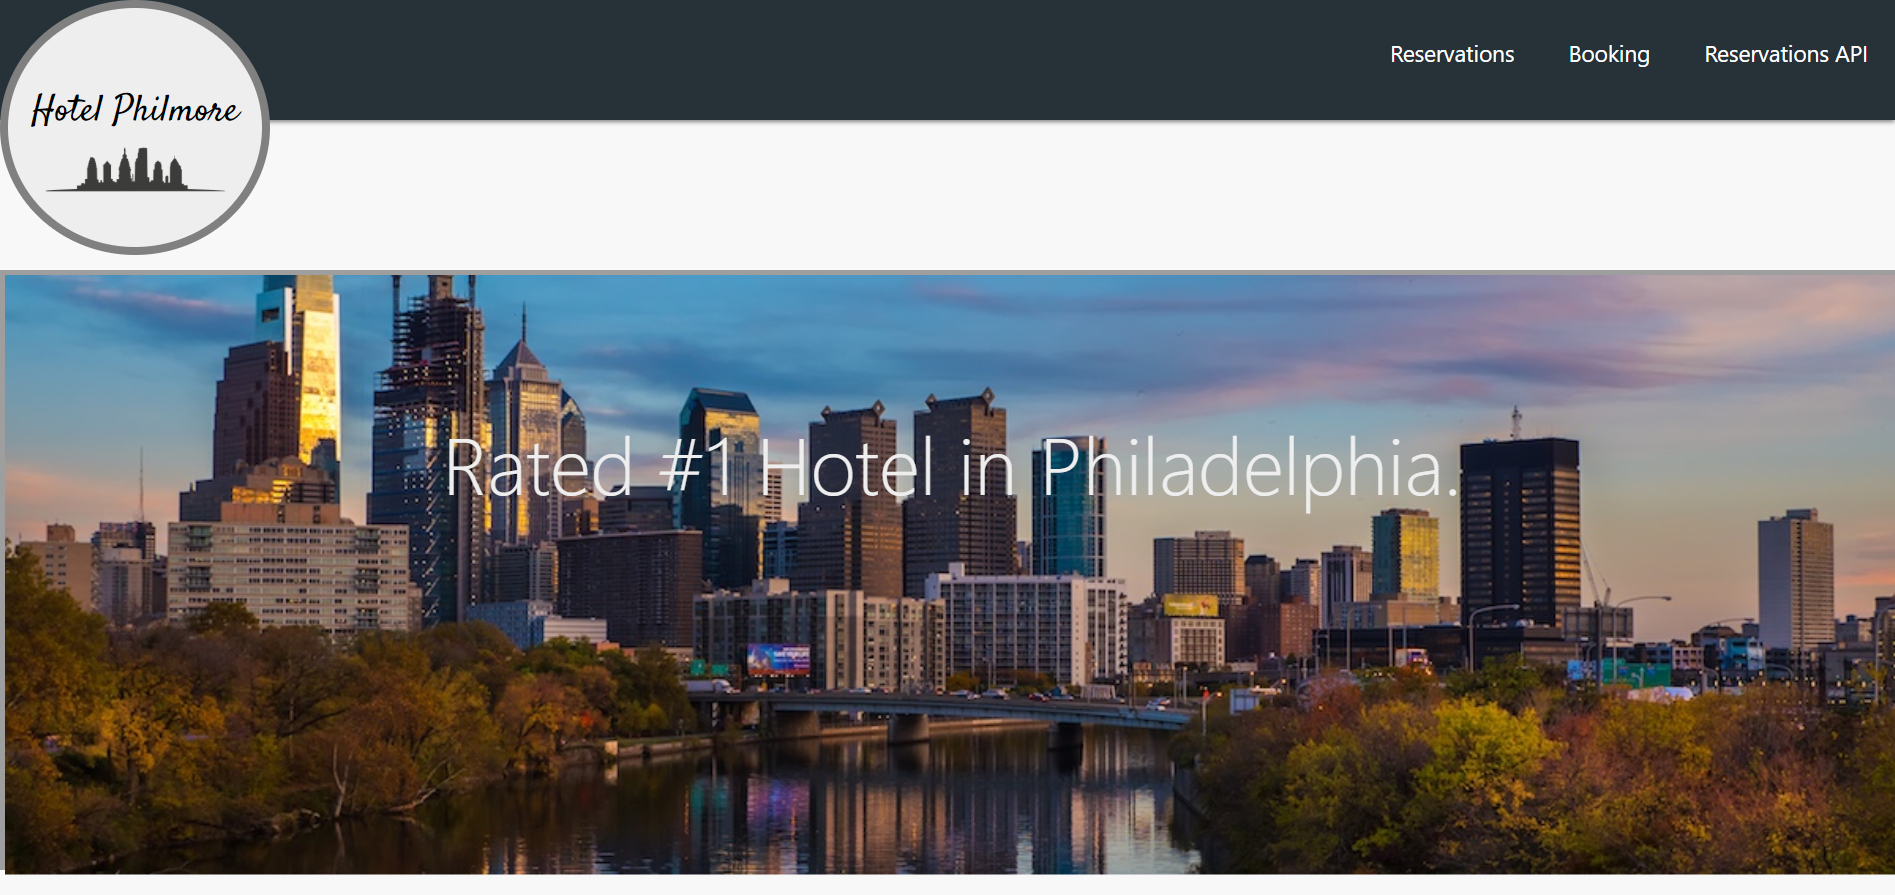 Hotel Philmore
Reservations
Booking
Reservations API
Rated #1 Hotel in Philadelphia.